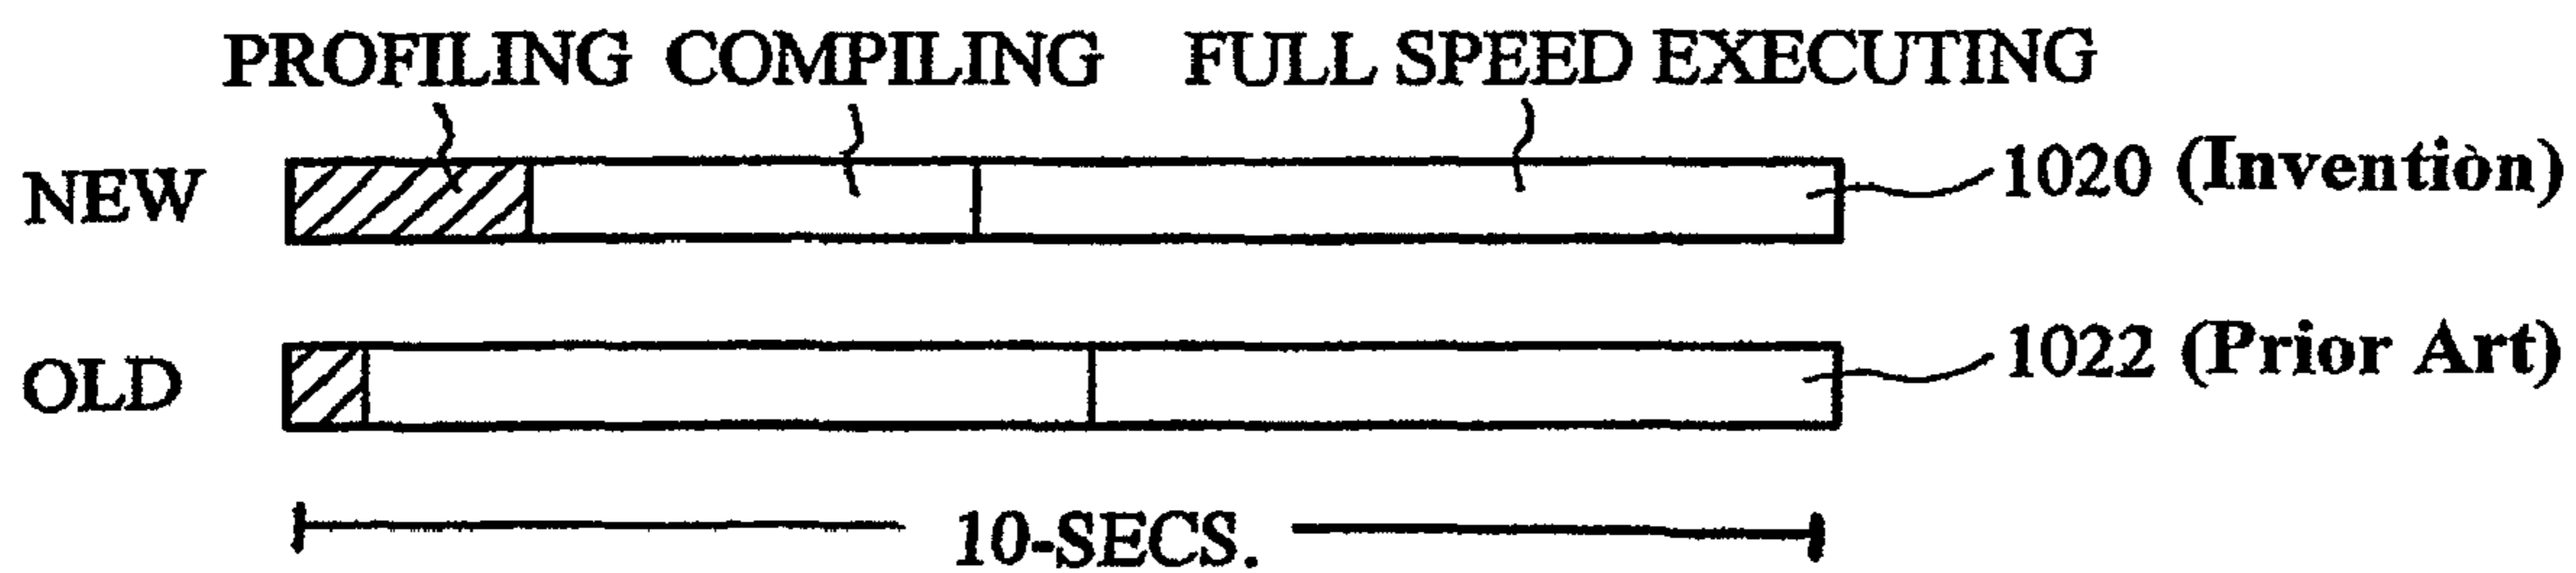 PROFILING COMPILING FULL SPEED EXECUTING
NEW 1020 (Invention)
OLD 1022 (Prior Art)
10-SECS.